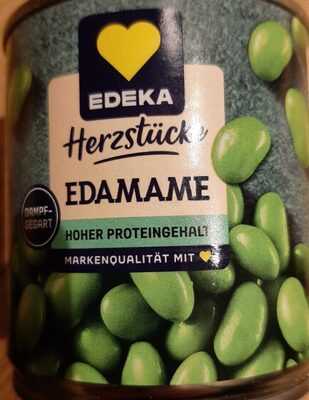 EDEKA
Herzstücke
EDAMAME
DAMPF-
GEGART
HOHER PROTEINGEHALT
MARKENQUALITÄT MIT